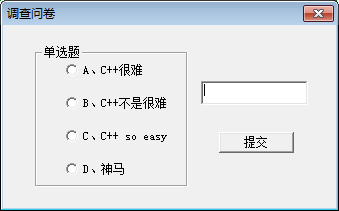 调查问卷
单选题
A、C++很难
B、C++不是很难
C、C++ so easy
D、神马
提交